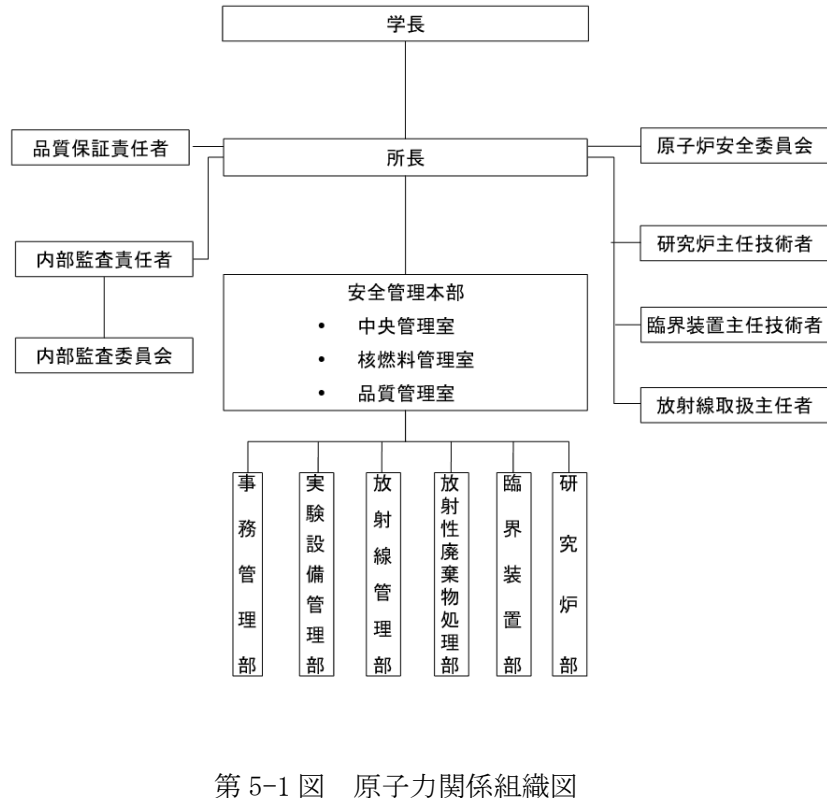 学長
品質保証責任者
所長
原子炉安全委員会
内部監査責任者
研究炉主任技術者
安全管理本部
• 中央管理室
• 核燃料管理室
• 品質管理室
臨界装置主任技術者
内部監査委員会
放射線取扱主任者
事務管理部
実験設備管理部
放射線管理部
放射性廃棄物処理部
臨界装置部
研究炉部
第 5-1 図　原子力関係組織図